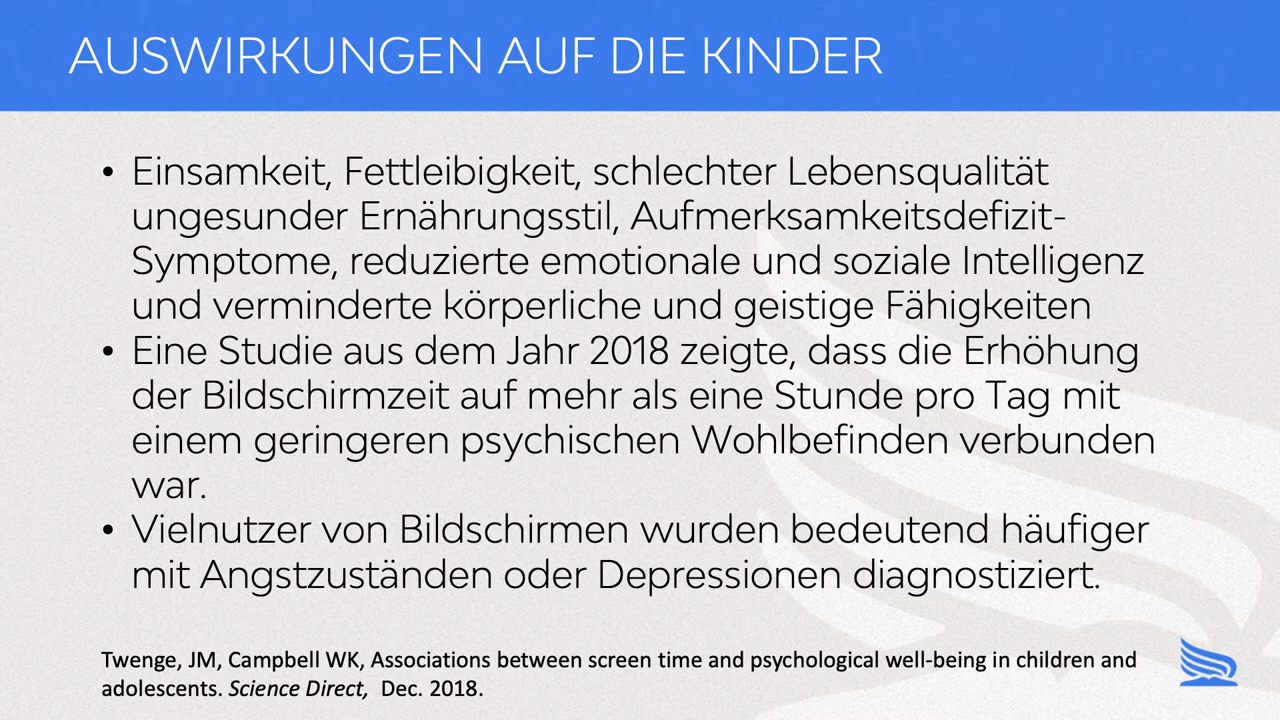 AUSWIRKUNGEN AUF DIE KINDER
• Einsamkeit, Fettleibigkeit, schlechter Lebensqualität
ungesunder Ernährungsstil, Aufmerksamkeitsdefizit-
Symptome, reduzierte emotionale und soziale Intelligenz
und verminderte körperliche und geistige Fähigkeiten
• Eine Studie aus dem Jahr 2018 zeigte, dass die Erhöhung
der Bildschirmzeit auf mehr als eine Stunde pro Tag mit
einem geringeren psychischen Wohlbefinden verbunden
war.
• Vielnutzer von Bildschirmen wurden bedeutend häufiger
mit Angstzuständen oder Depressionen diagnostiziert.
Twenge, JM, Campbell WK, Associations between screen time and psychological well-being in children and
adolescents. Science Direct, Dec. 2018.